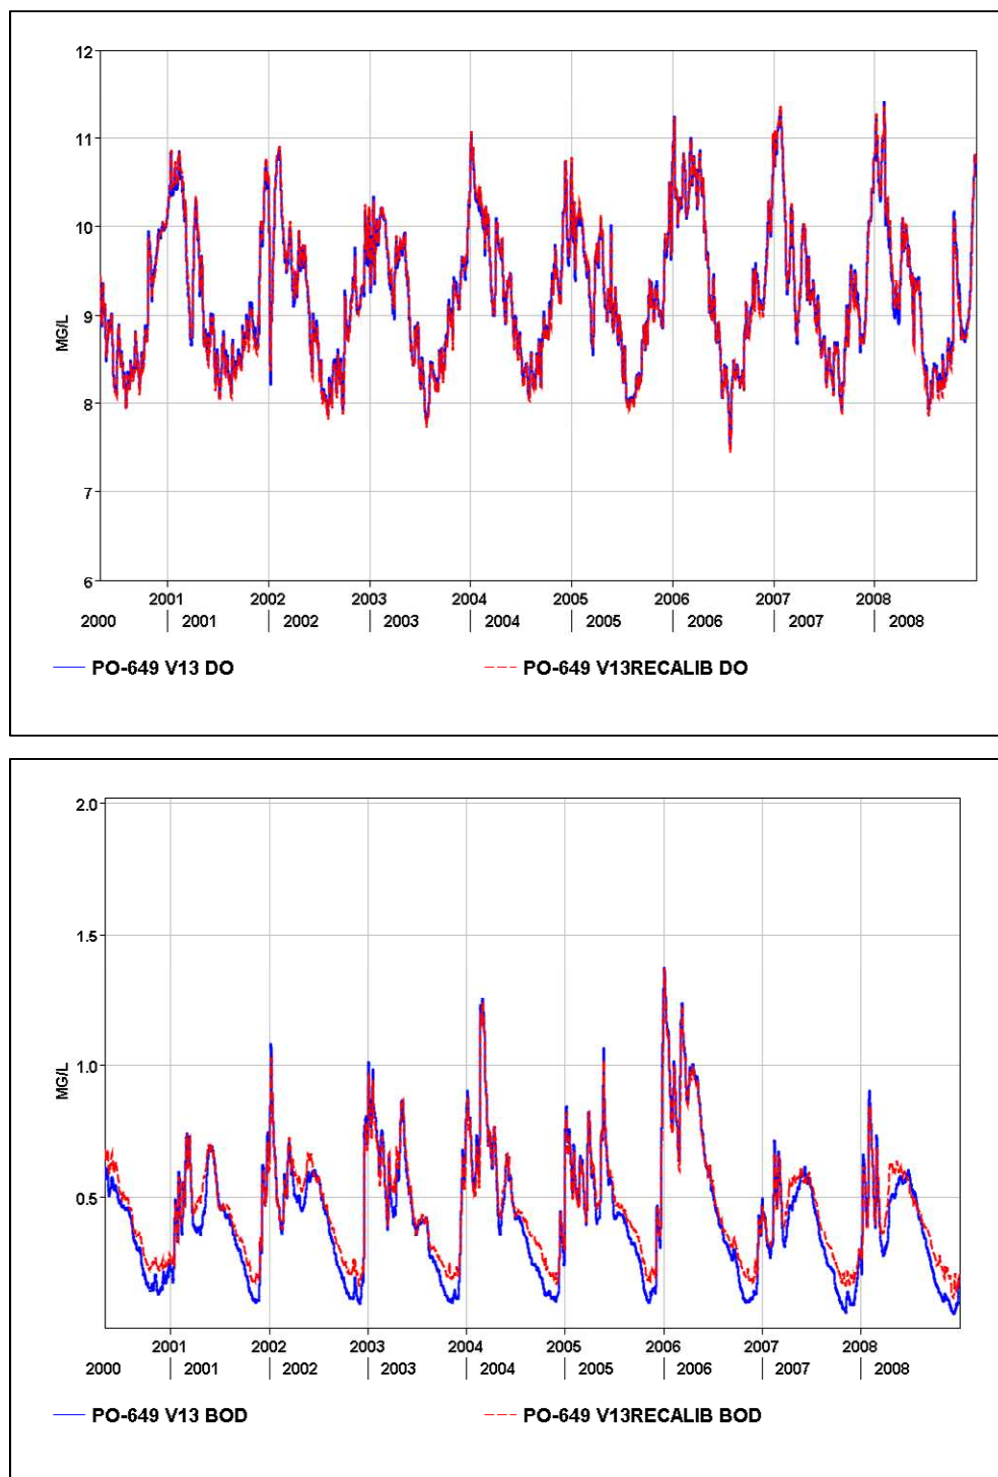 12
11
10
9
8
7
6
MG/L
2001 2002 2003 2004 2005 2006 2007 2008
2000 | 2001 | 2002 | 2003 | 2004 | 2005 | 2006 | 2007 | 2008
PO-649 V13 DO PO-649 V13RECALIB DO
2.0
1.5
1.0
0.5
MG/L
2001 2002 2003 2004 2005 2006 2007 2008
2000 | 2001 | 2002 | 2003 | 2004 | 2005 | 2006 | 2007 | 2008
PO-649 V13 BOD PO-649 V13RECALIB BOD